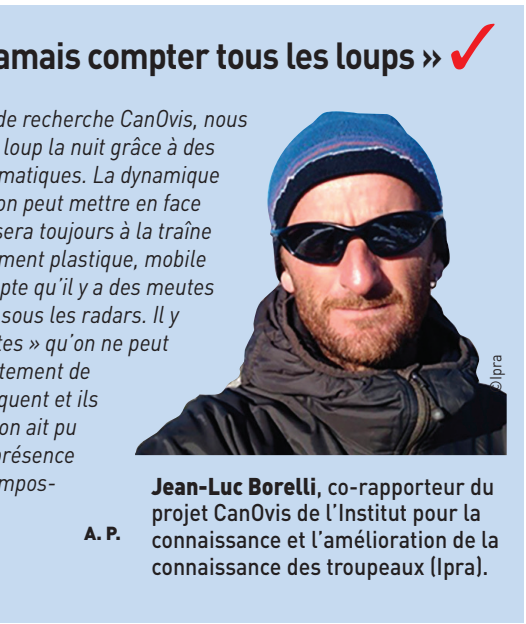 amais compter tous les loups »
de recherche CanOvis, nous
loup la nuit grâce à des
matiques. La dynamique
on peut mettre en face
sera toujours à la traîne
ment plastique, mobile
pte qu'il y a des meutes
sous les radars. Il y
tes » qu'on ne peut
tement de
quent et ils
on ait pu
présence
mpos-
A. P.
©Ipra
Jean-Luc Borelli, co-rapporteur du
projet CanOvis de l'Institut pour la
connaissance et l'amélioration de la
connaissance des troupeaux (Ipra).